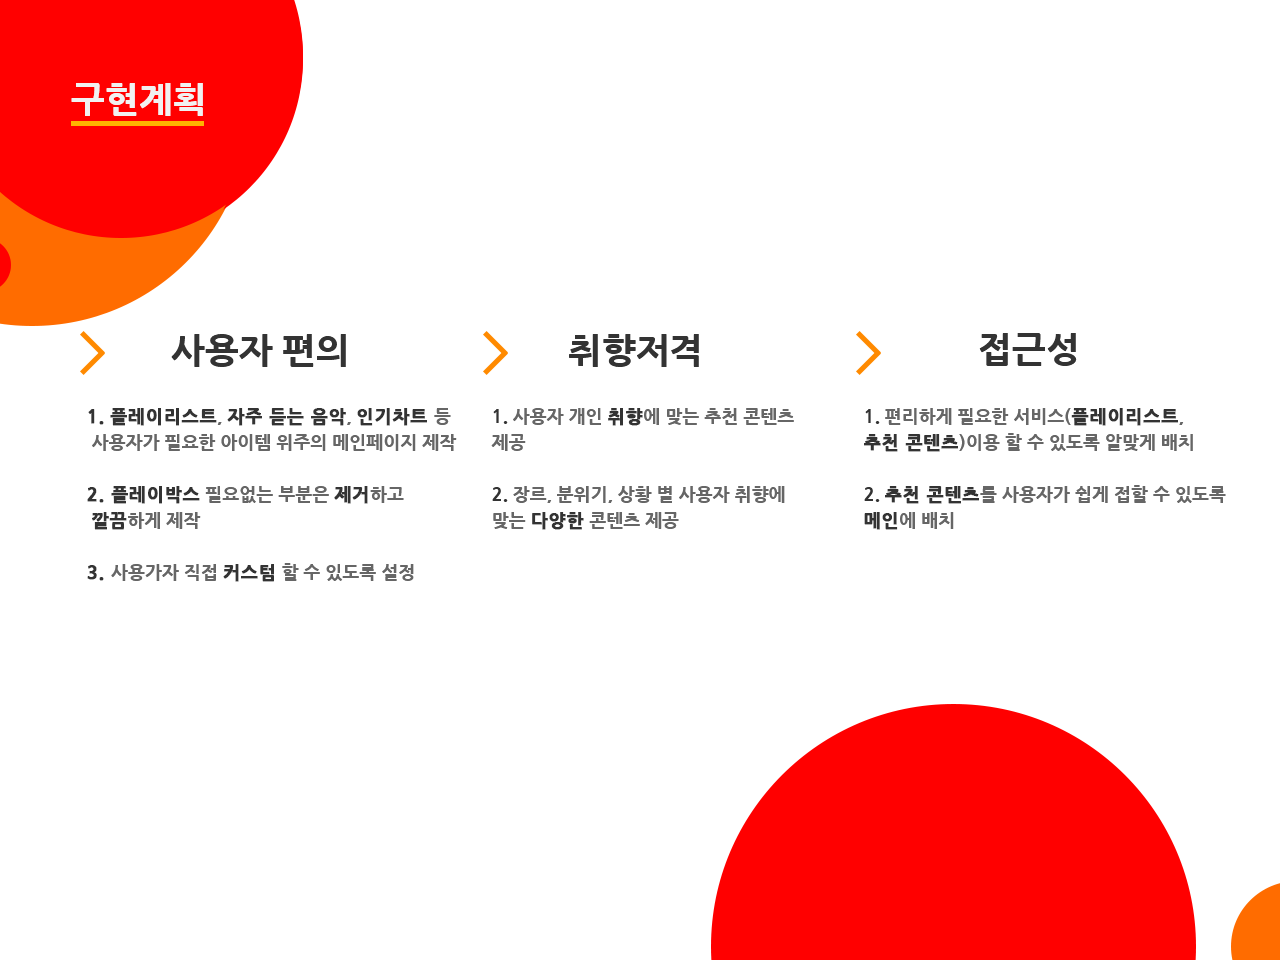 구현계획
사용자 편의
1. 플레이리스트, 자주 듣는 음악, 인기차트 등
사용자가 필요한 아이템 위주의 메인페이지 제작
2. 플레이박스 필요없는 부분은 제거하고
깔끔하게 제작
3. 사용가자 직접 커스텀 할 수 있도록 설정
취향저격
1. 사용자 개인 취향에 맞는 추천 콘텐츠
제공
2. 장르, 분위기, 상황 별 사용자 취향에
맞는 다양한 콘텐츠 제공
접근성
1. 편리하게 필요한 서비스(플레이리스트,
추천 콘텐츠)이용 할 수 있도록 알맞게 배치
2. 추천 콘텐츠를 사용자가 쉽게 접할 수 있도록
메인에 배치